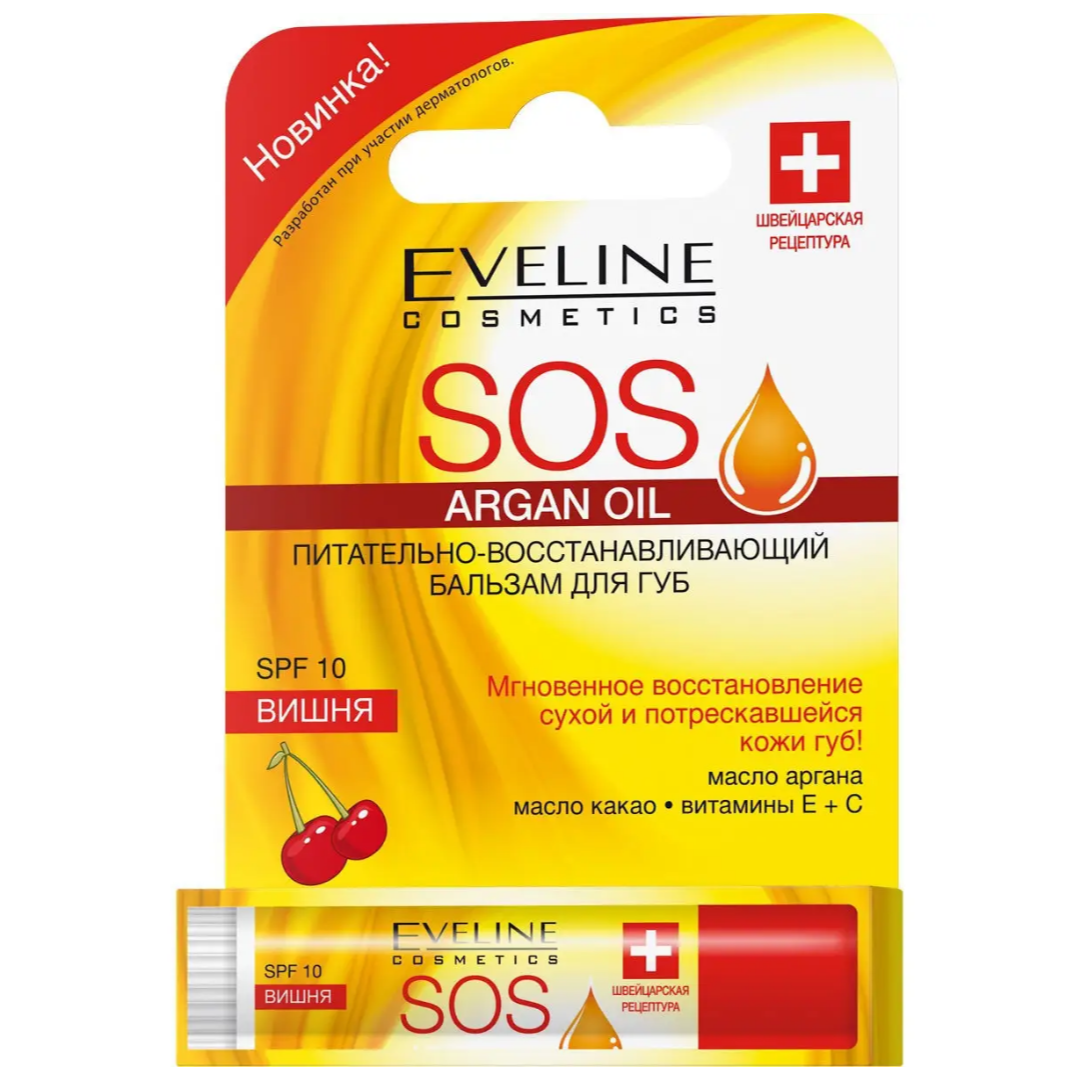 Новинка!
Разработан при участии дерматологов.
ШВЕЙЦАРСКАЯ
РЕЦЕПТУРА
EVELINE
COSMETICS
SOS
ARGAN OIL
ПИТАТЕЛЬНО-ВОССТАНАВЛИВАЮЩИЙ
БАЛЬЗАМ ДЛЯ ГУБ
SPF 10
ВИШНЯ
Мгновенное восстановление
сухой и потрескавшейся
кожи губ!
масло аргана
масло какао • витамины Е + С
EVELINE
COSMETICS
SPF 10
ВИШНЯ
SOS
ШВЕЙЦАРСКАЯ
РЕЦЕПТУРА